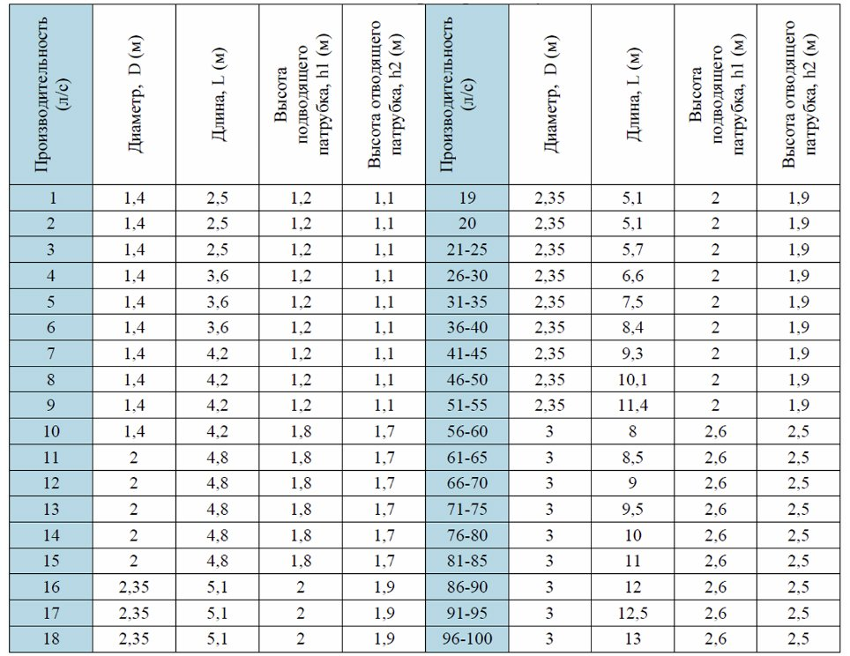 Производительность (л/с) Диаметр, D (м) Длина, L (м) Высота подводящего патрубка, h1 (м) Высота отводящего патрубка, h2 (м) Производительность (л/с) Диаметр, D (м) Длина, L (м) Высота подводящего патрубка, h1 (м) Высота отводящего патрубка, h2 (м)
1 1,4 2,5 1,2 1,1 19 2,35 5,1 2 1,9
2 1,4 2,5 1,2 1,1 20 2,35 5,1 2 1,9
3 1,4 2,5 1,2 1,1 21-25 2,35 5,7 2 1,9
4 1,4 3,6 1,2 1,1 26-30 2,35 6,6 2 1,9
5 1,4 3,6 1,2 1,1 31-35 2,35 7,5 2 1,9
6 1,4 3,6 1,2 1,1 36-40 2,35 8,4 2 1,9
7 1,4 4,2 1,2 1,1 41-45 2,35 9,3 2 1,9
8 1,4 4,2 1,2 1,1 46-50 2,35 10,1 2 1,9
9 1,4 4,2 1,2 1,1 51-55 2,35 11,4 2 1,9
10 1,4 4,2 1,8 1,7 56-60 3 8 2,6 2,5
11 2 4,8 1,8 1,7 61-65 3 8,5 2,6 2,5
12 2 4,8 1,8 1,7 66-70 3 9 2,6 2,5
13 2 4,8 1,8 1,7 71-75 3 9,5 2,6 2,5
14 2 4,8 1,8 1,7 76-80 3 10 2,6 2,5
15 2 4,8 1,8 1,7 81-85 3 11 2,6 2,5
16 2,35 5,1 2 1,9 86-90 3 12 2,6 2,5
17 2,35 5,1 2 1,9 91-95 3 12,5 2,6 2,5
18 2,35 5,1 2 1,9 96-100 3 13 2,6 2,5